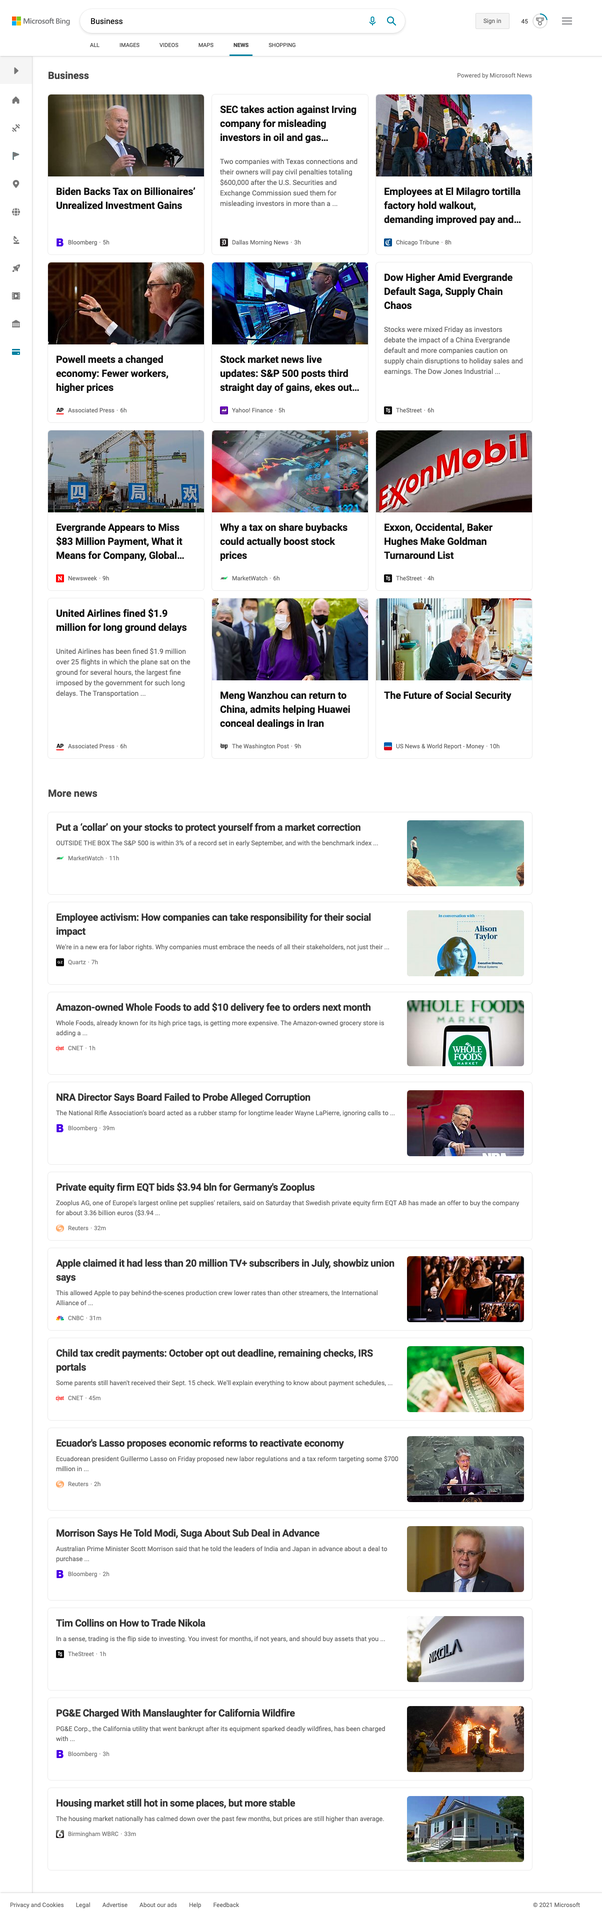 Microsoft Bing
Business
Sign in
45
ALL IMAGES VIDEOS MAPS NEWS SHOPPING
Business
Powered by Microsoft News
Biden Backs Tax on Billionaires'
Unrealized Investment Gains
Bloomberg · 5h
SEC takes action against Irving
company for misleading
investors in oil and gas...
Two companies with Texas connections and
their owners will pay civil penalties totaling
$600,000 after the U.S. Securities and
Exchange Commission sued them for
misleading investors in more than a ...
Dallas Morning News · 3h
Employees at El Milagro tortilla
factory hold walkout,
demanding improved pay and...
Chicago Tribune · 8h
Powell meets a changed
economy: Fewer workers,
higher prices
AP
Associated Press · 6h
Stock market news live
updates: S&P 500 posts third
straight day of gains, ekes out...
Yahoo! Finance · 5h
Dow Higher Amid Evergrande
Default Saga, Supply Chain
Chaos
Stocks were mixed Friday as investors
debate the impact of a China Evergrande
default and more companies caution on
supply chain disruptions to holiday sales and
earnings. The Dow Jones Industrial ...
TheStreet · 6h
四 局 欢
Evergrande Appears to Miss
$83 Million Payment, What it
Means for Company, Global...
Newsweek · 9h
Why a tax on share buybacks
could actually boost stock
prices
MarketWatch · 6h
ExxonMobil
Exxon, Occidental, Baker
Hughes Make Goldman
Turnaround List
TheStreet · 4h
United Airlines fined $1.9
million for long ground delays
United Airlines has been fined $1.9 million
over 25 flights in which the plane sat on the
ground for several hours, the largest fine
imposed by the government for such long
delays. The Transportation ...
AP
Associated Press · 6h
Meng Wanzhou can return to
China, admits helping Huawei
conceal dealings in Iran
The Washington Post · 9h
The Future of Social Security
US News & World Report - Money · 10h
More news
Put a 'collar' on your stocks to protect yourself from a market correction
OUTSIDE THE BOX The S&P 500 is within 3% of a record set in early September, and with the benchmark index ...
MarketWatch · 11h
Employee activism: How companies can take responsibility for their social
impact
We're in a new era for labor rights. Why companies must embrace the needs of all their stakeholders, not just their ...
Quartz · 7h
In conversation with
Alison
Taylor
Amazon-owned Whole Foods to add $10 delivery fee to orders next month
Whole Foods, already known for its high price tags, is getting more expensive. The Amazon-owned grocery store is
adding a ...
CNET · 1h
WHOLE FOODS
MARKET
WHOLE
FOODS
MARKET
NRA Director Says Board Failed to Probe Alleged Corruption
The National Rifle Association's board acted as a rubber stamp for longtime leader Wayne LaPierre, ignoring calls to ...
Bloomberg · 39m
NRA
Private equity firm EQT bids $3.94 bln for Germany's Zooplus
Zooplus AG, one of Europe's largest online pet supplies' retailers, said on Saturday that Swedish private equity firm EQT AB has made an offer to buy the company
for about 3.36 billion euros ($3.94 ...
Reuters · 32m
Apple claimed it had less than 20 million TV+ subscribers in July, showbiz union
says
This allowed Apple to pay behind-the-scenes production crew lower rates than other streamers, the International
Alliance of ...
CNBC · 31m
Child tax credit payments: October opt out deadline, remaining checks, IRS
portals
Some parents still haven't received their Sept. 15 check. We'll explain everything to know about payment schedules, ...
CNET · 45m
Ecuador's Lasso proposes economic reforms to reactivate economy
Ecuadorean president Guillermo Lasso on Friday proposed new labor regulations and a tax reform targeting some $700
million in ...
Reuters · 2h
Morrison Says He Told Modi, Suga About Sub Deal in Advance
Australian Prime Minister Scott Morrison said that he told the leaders of India and Japan in advance about a deal to
purchase ...
Bloomberg · 2h
Tim Collins on How to Trade Nikola
In a sense, trading is the flip side to investing. You invest for months, if not years, and should buy assets that you ...
TheStreet · 1h
NIKOLA
PG&E Charged With Manslaughter for California Wildfire
PG&E Corp., the California utility that went bankrupt after its equipment sparked deadly wildfires, has been charged
with ...
Bloomberg · 3h
Housing market still hot in some places, but more stable
The housing market nationally has calmed down over the past few months, but prices are still higher than average.
Birmingham WBRC · 33m
Privacy and Cookies Legal Advertise About our ads Help Feedback
© 2021 Microsoft